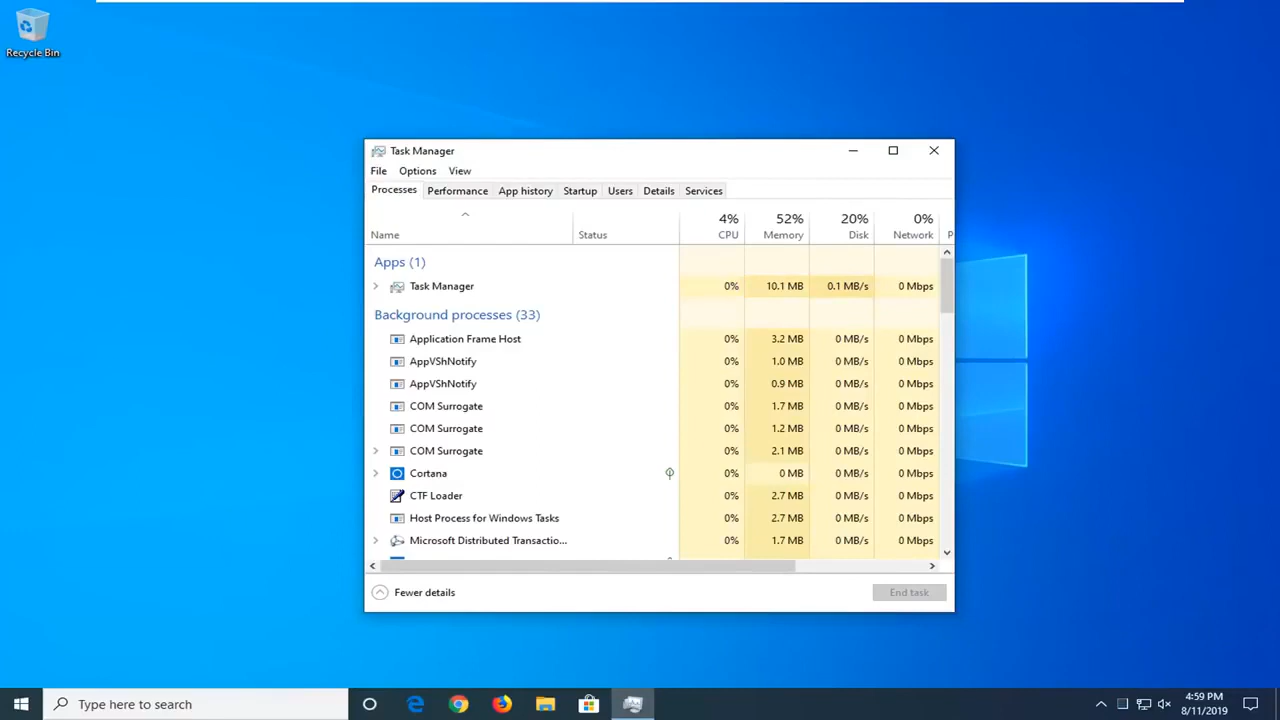 Recycle Bin
Task Manager
File Options View
Processes Performance App history Startup Users Details Services
4% 52% 20% 0%
Name Status CPU Memory Disk Network P
Apps (1)
Task Manager 0% 10.1 MB 0.1 MB/s 0 Mbps
Background processes (33)
Application Frame Host 0% 3.2 MB 0 MB/s 0 Mbps
AppVShNotify 0% 1.0 MB 0 MB/s 0 Mbps
AppVShNotify 0% 0.9 MB 0 MB/s 0 Mbps
COM Surrogate 0% 1.7 MB 0 MB/s 0 Mbps
COM Surrogate 0% 1.2 MB 0 MB/s 0 Mbps
COM Surrogate 0% 2.1 MB 0 MB/s 0 Mbps
Cortana 0% 0 MB 0 MB/s 0 Mbps
CTF Loader 0% 2.7 MB 0 MB/s 0 Mbps
Host Process for Windows Tasks 0% 2.7 MB 0 MB/s 0 Mbps
Microsoft Distributed Transactio... 0% 1.7 MB 0 MB/s 0 Mbps
Fewer details End task
Type here to search
4:59 PM
8/11/2019